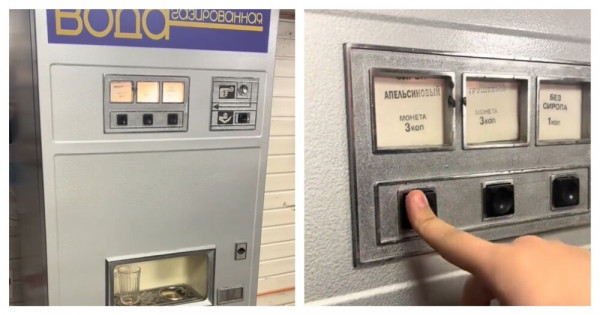 ВОДА
газированная
АПЕЛЬСИНОВЫЙ
МОНЕТА
3коп
МОНЕТА
3коп
БЕЗ
СИРОПА
1коп